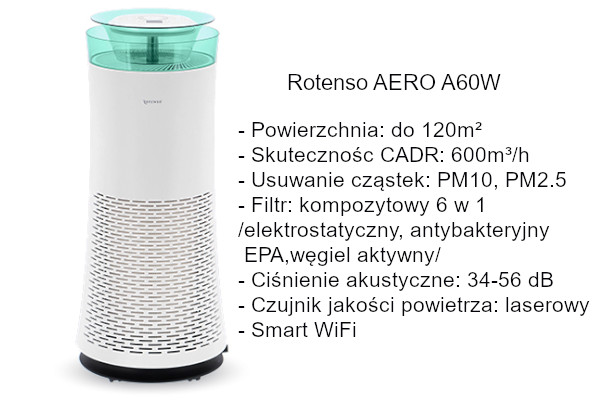 Rotenso AERO A60W
- Powierzchnia: do 120m²
- Skutecznośc CADR: 600m³/h
- Usuwanie cząstek: PM10, PM2.5
- Filtr: kompozytowy 6 w 1
/elektrostatyczny, antybakteryjny
EPA,węgiel aktywny/
- Ciśnienie akustyczne: 34-56 dB
- Czujnik jakości powietrza: laserowy
- Smart WiFi